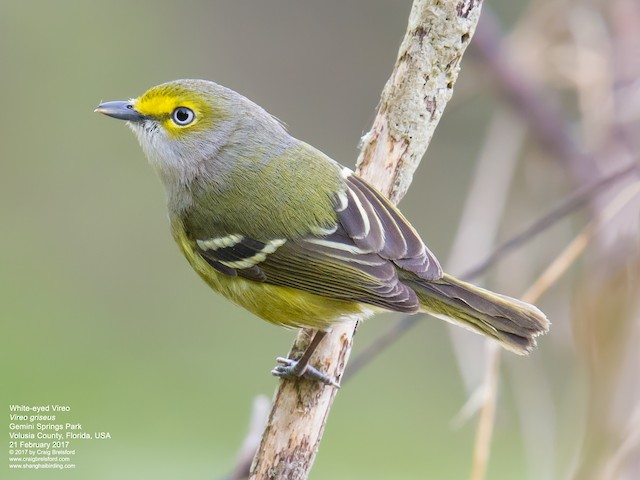 White-eyed Vireo
Vireo griseus
Gemini Springs Park
Volusia County, Florida, USA
21 February 2017
© 2017 by Craig Brelsford
www.craigbrelsford.com
www.shanghaibirding.com